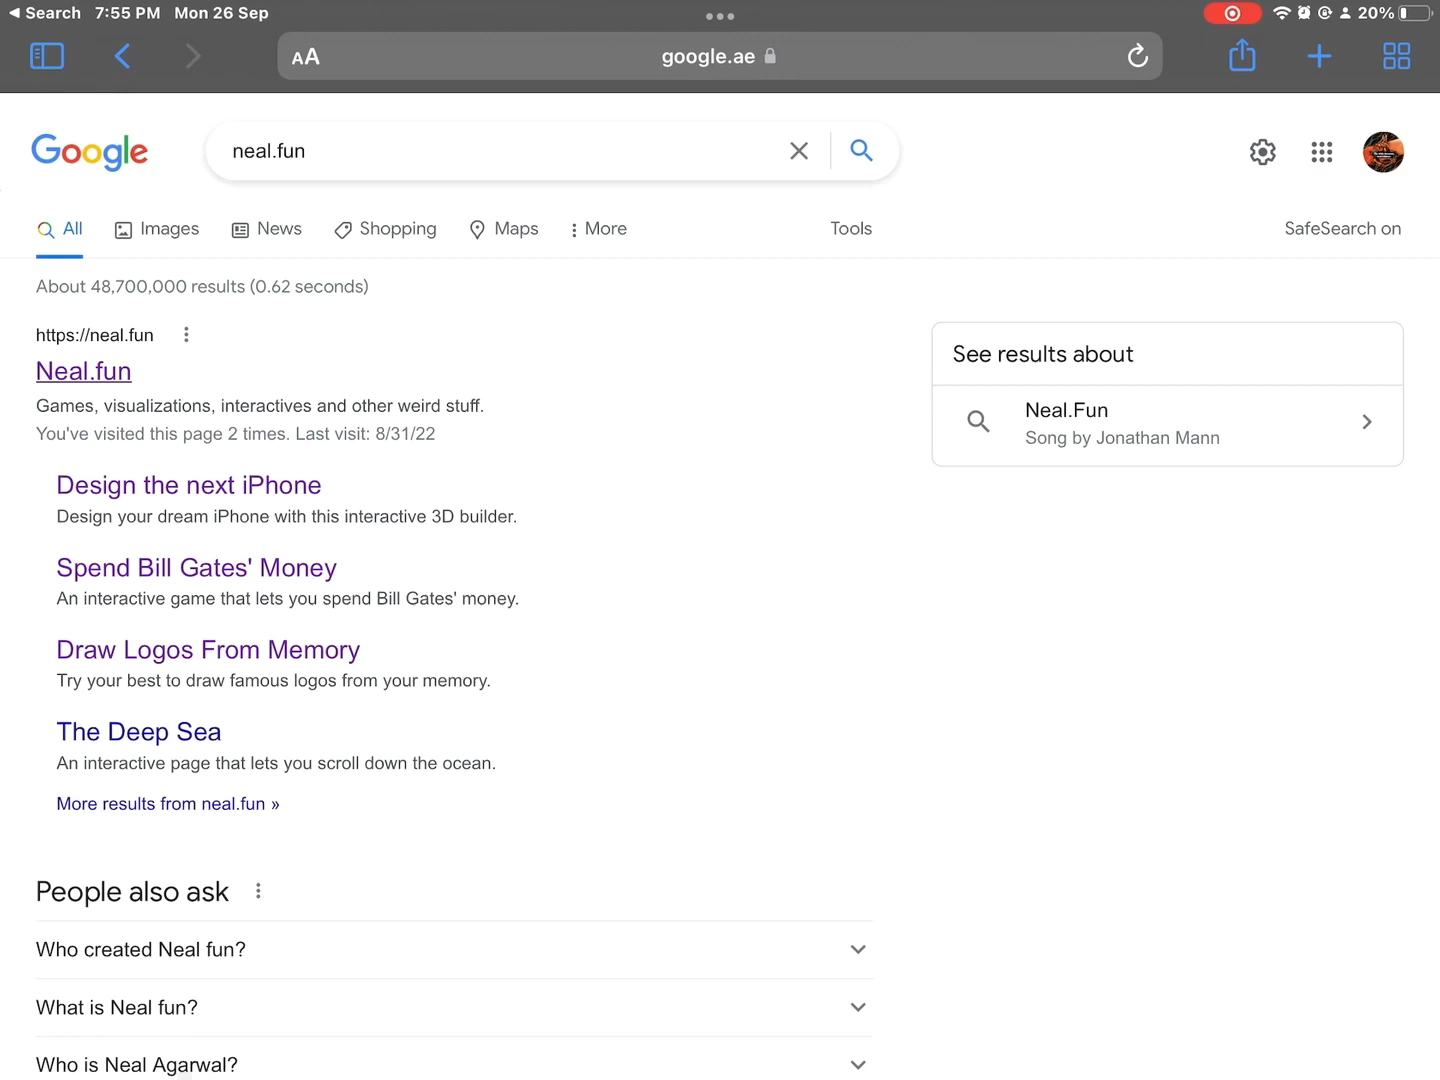 Search 7:55 PM Mon 26 Sep
20%
AA google.ae
Google neal.fun
All Images News Shopping Maps More Tools SafeSearch on
About 48,700,000 results (0.62 seconds)
https://neal.fun
Neal.fun
Games, visualizations, interactives and other weird stuff.
You've visited this page 2 times. Last visit: 8/31/22
Design the next iPhone
Design your dream iPhone with this interactive 3D builder.
Spend Bill Gates' Money
An interactive game that lets you spend Bill Gates' money.
Draw Logos From Memory
Try your best to draw famous logos from your memory.
The Deep Sea
An interactive page that lets you scroll down the ocean.
More results from neal.fun »
See results about
Neal.Fun
Song by Jonathan Mann
People also ask
Who created Neal fun?
What is Neal fun?
Who is Neal Agarwal?